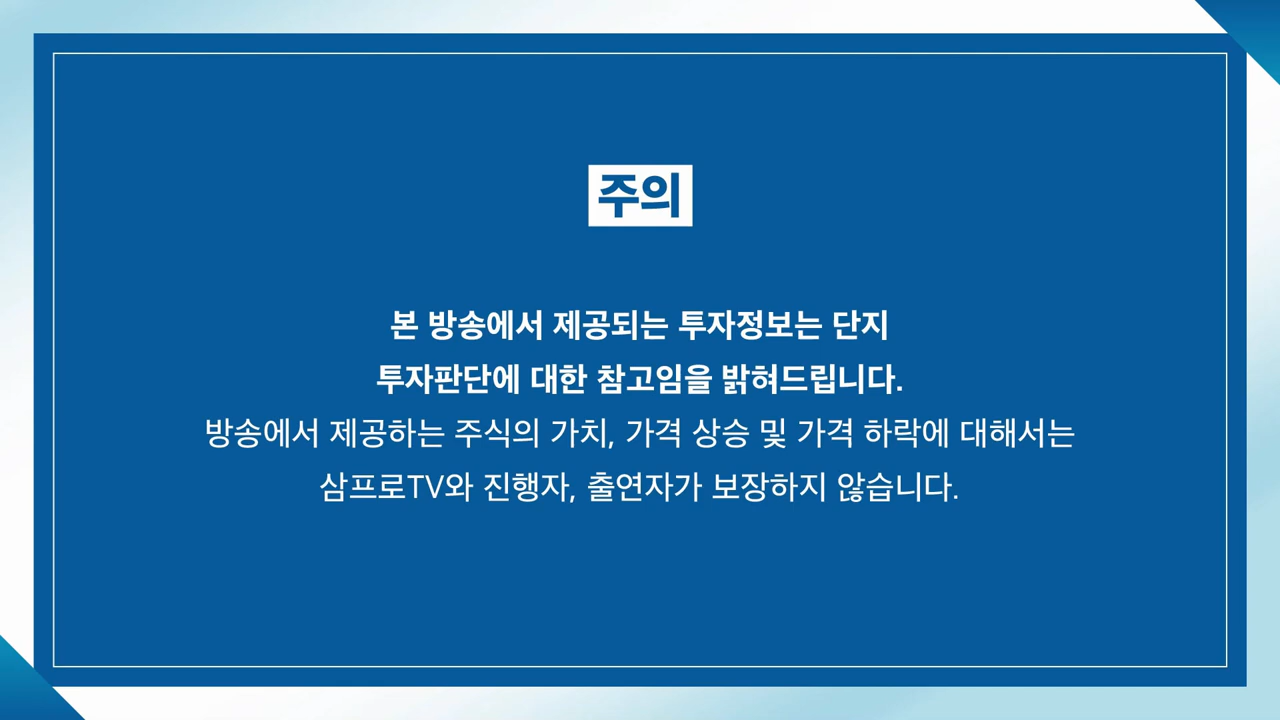 주의
본 방송에서 제공되는 투자정보는 단지
투자판단에 대한 참고임을 밝혀드립니다.
방송에서 제공하는 주식의 가치, 가격 상승 및 가격 하락에 대해서는
삼프로TV와 진행자, 출연자가 보장하지 않습니다.